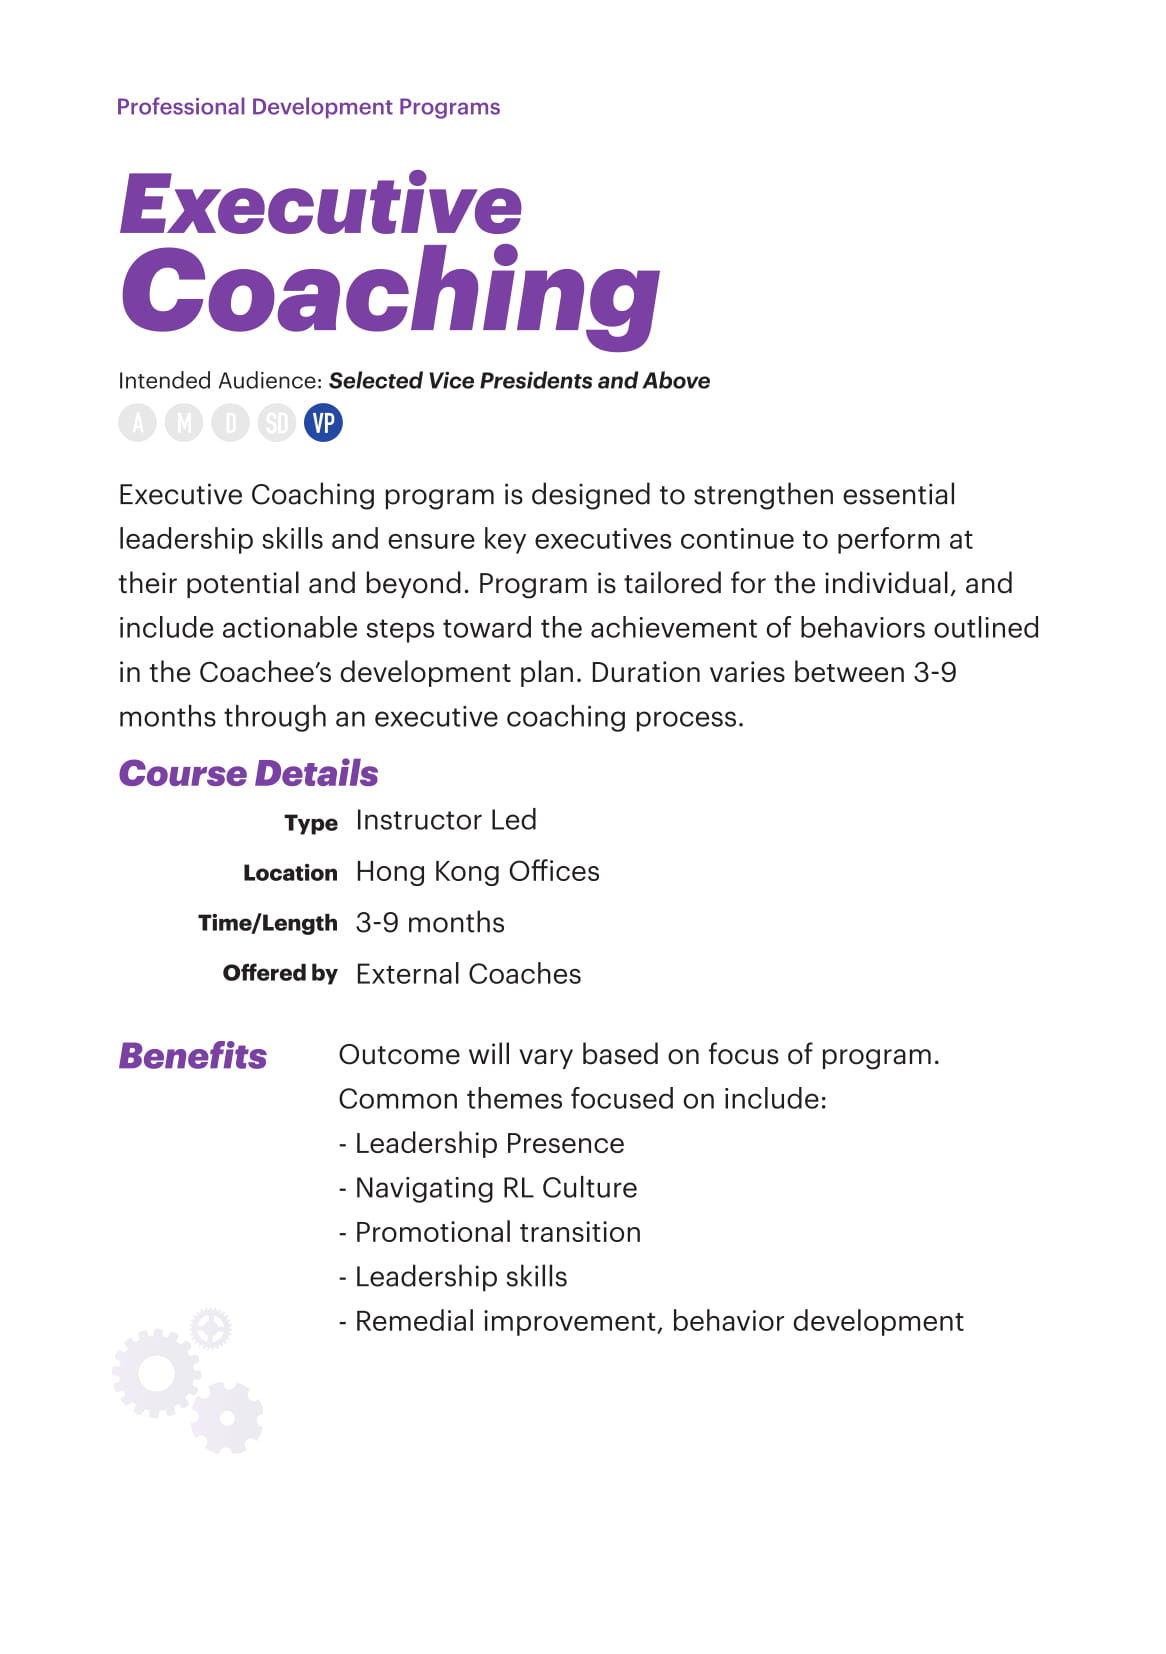 Professional Development Programs
Executive
Coaching
Intended Audience: Selected Vice Presidents and Above
A M D SD VP
Executive Coaching program is designed to strengthen essential
leadership skills and ensure key executives continue to perform at
their potential and beyond. Program is tailored for the individual, and
include actionable steps toward the achievement of behaviors outlined
in the Coachee’s development plan. Duration varies between 3-9
months through an executive coaching process.
Course Details
Type Instructor Led
Location Hong Kong Offices
Time/Length 3-9 months
Offered by External Coaches
Benefits Outcome will vary based on focus of program.
Common themes focused on include:
- Leadership Presence
- Navigating RL Culture
- Promotional transition
- Leadership skills
- Remedial improvement, behavior development